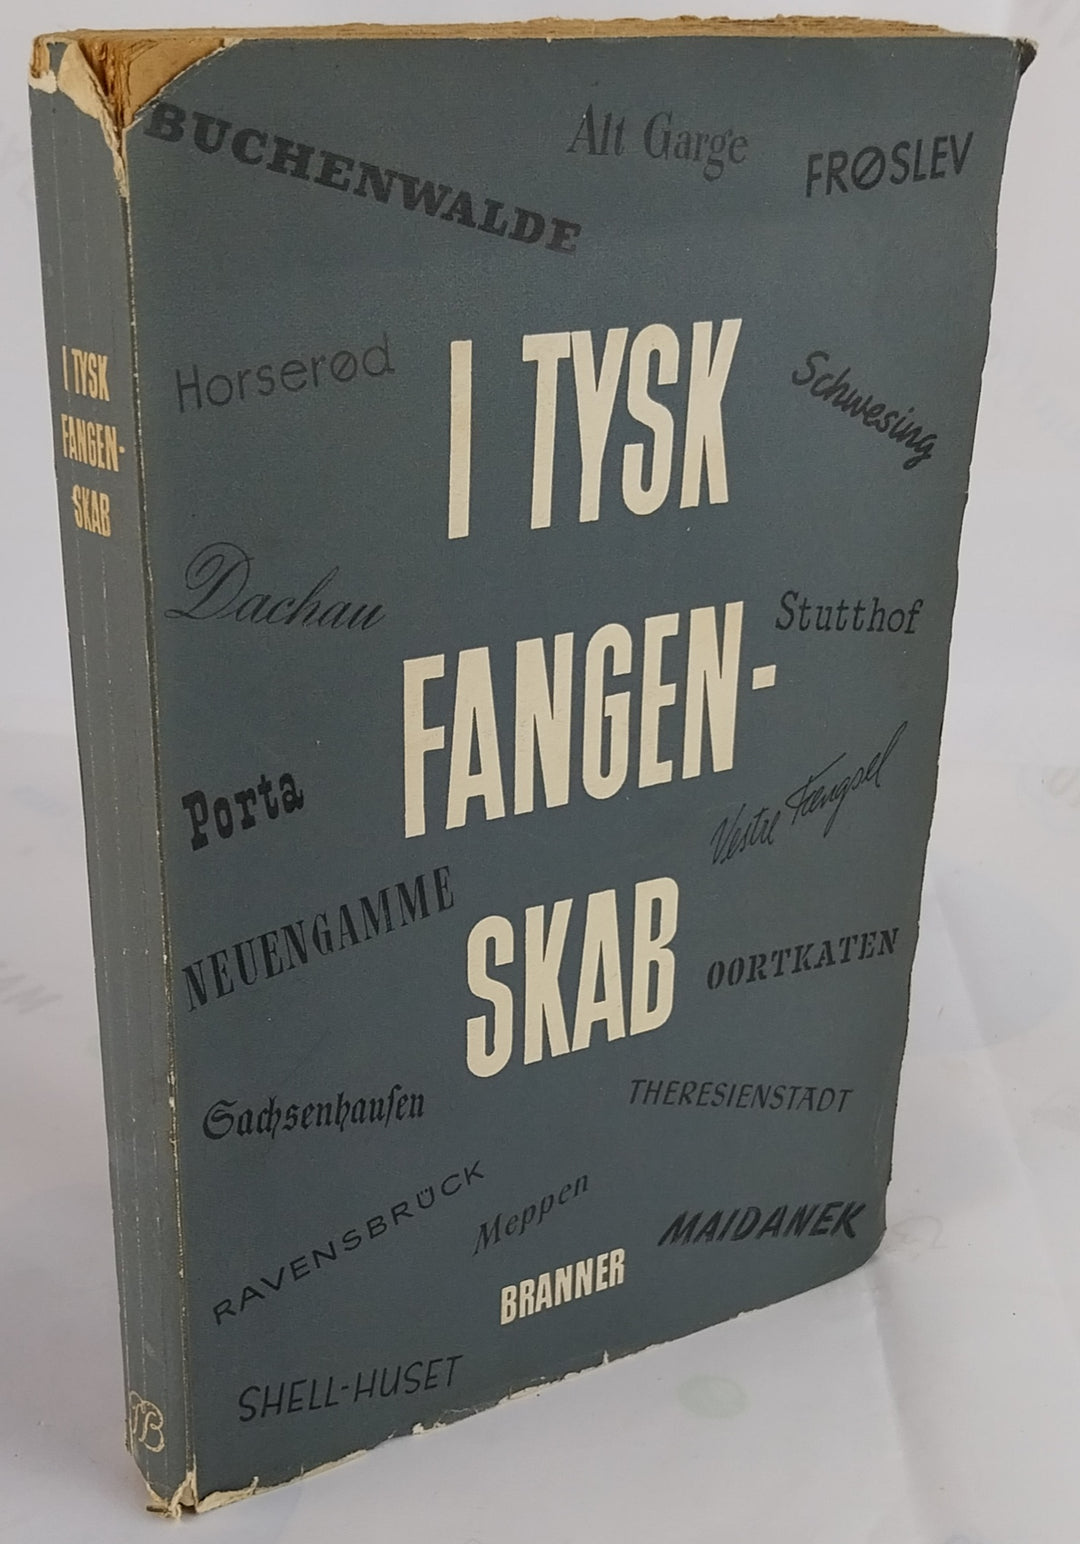 I TYSK
FANGEN-
SKAB
BUCHENWALDE
Alt Garge
FRØSLEV
Horserød
I TYSK
Schwesing
Dachau
FANGEN-
Stutthof
Porta
Vestre Fængsel
NEUENGAMME
SKAB
OORTKATEN
Sachsenhausen
THERESIENSTADT
RAVENSBRÜCK
Meppen
MAIDANEK
BRANNER
SHELL-HUSET